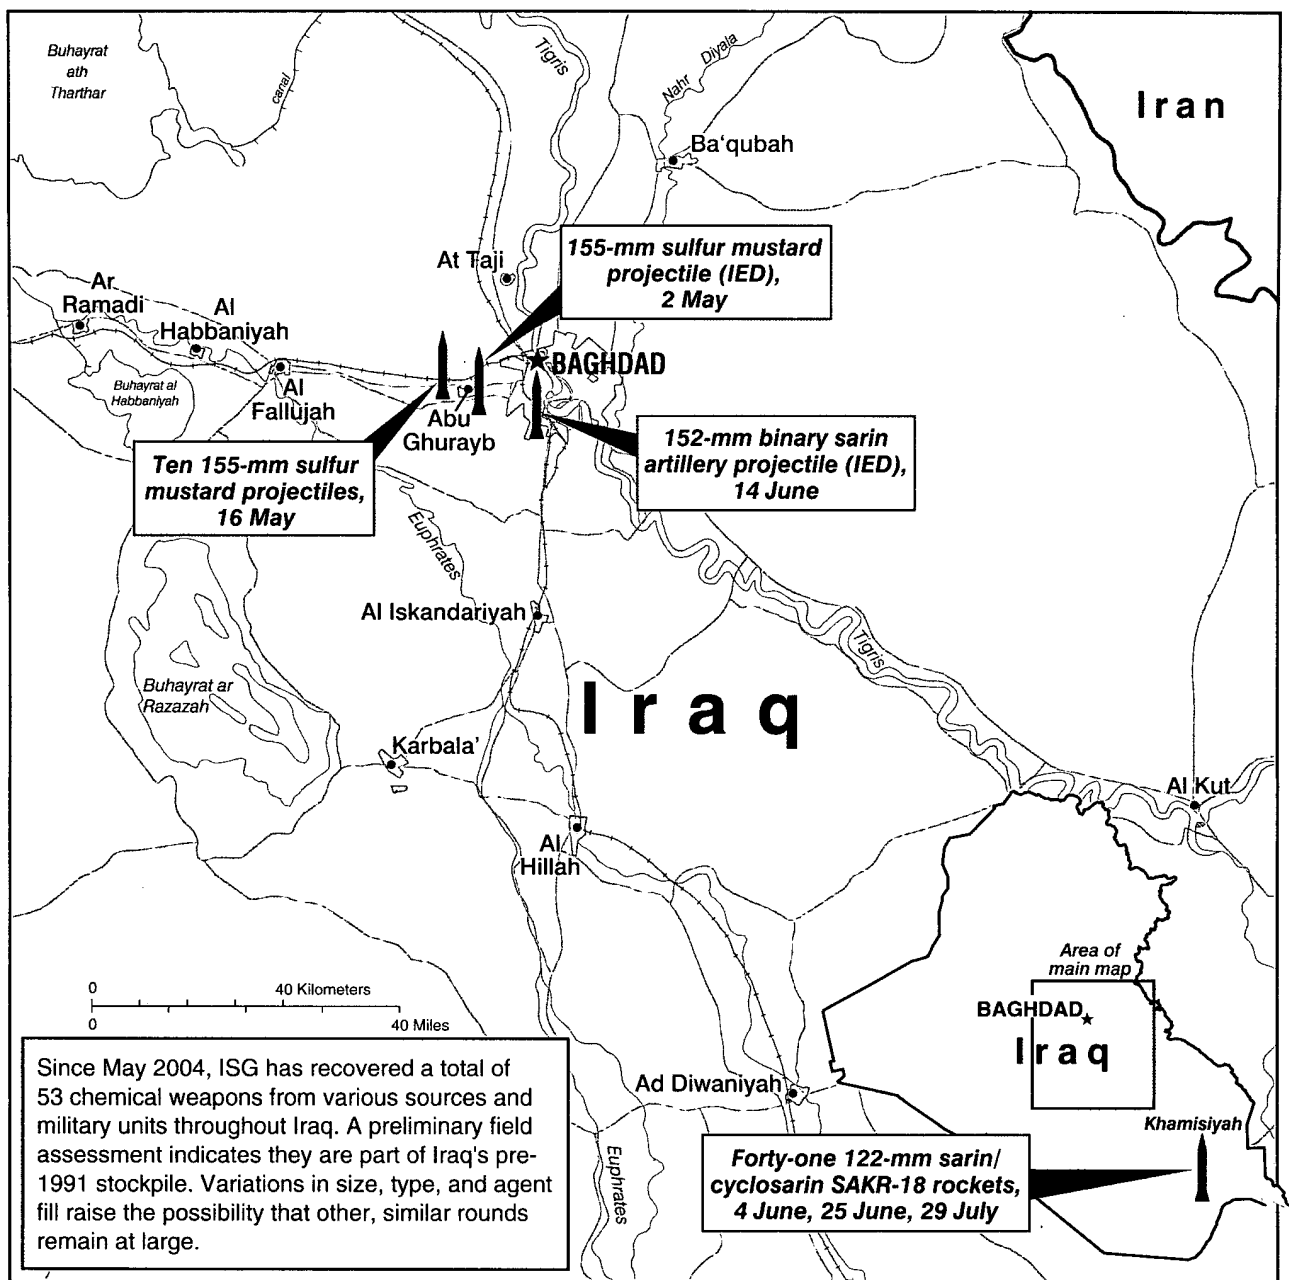 Buhayrat
ath
Tharthar
canal
Tigris
Nahr Diyala
Iran
Ba‘qubah
155-mm sulfur mustard
projectile (IED),
2 May
At Taji
Ar
Ramadi
Al
Habbaniyah
BAGHDAD
Buhayrat al
Habbaniyah
Al
Fallujah
Abu
Ghurayb
152-mm binary sarin
artillery projectile (IED),
14 June
Ten 155-mm sulfur
mustard projectiles,
16 May
Euphrates
Al Iskandariyah
Tigris
Buhayrat ar
Razazah
Iraq
Karbala’
Al Kut
Al
Hillah
Area of
main map
BAGHDAD
Iraq
0 40 Kilometers
0 40 Miles
Since May 2004, ISG has recovered a total of
53 chemical weapons from various sources and
military units throughout Iraq. A preliminary field
assessment indicates they are part of Iraq's pre-
1991 stockpile. Variations in size, type, and agent
fill raise the possibility that other, similar rounds
remain at large.
Ad Diwaniyah
Khamisiyah
Euphrates
Forty-one 122-mm sarin/
cyclosarin SAKR-18 rockets,
4 June, 25 June, 29 July